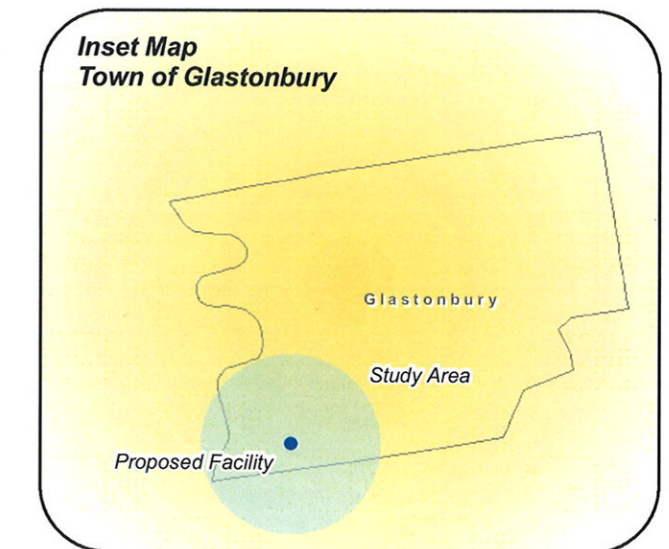 Inset Map
Town of Glastonbury
Glastonbury
Study Area
Proposed Facility